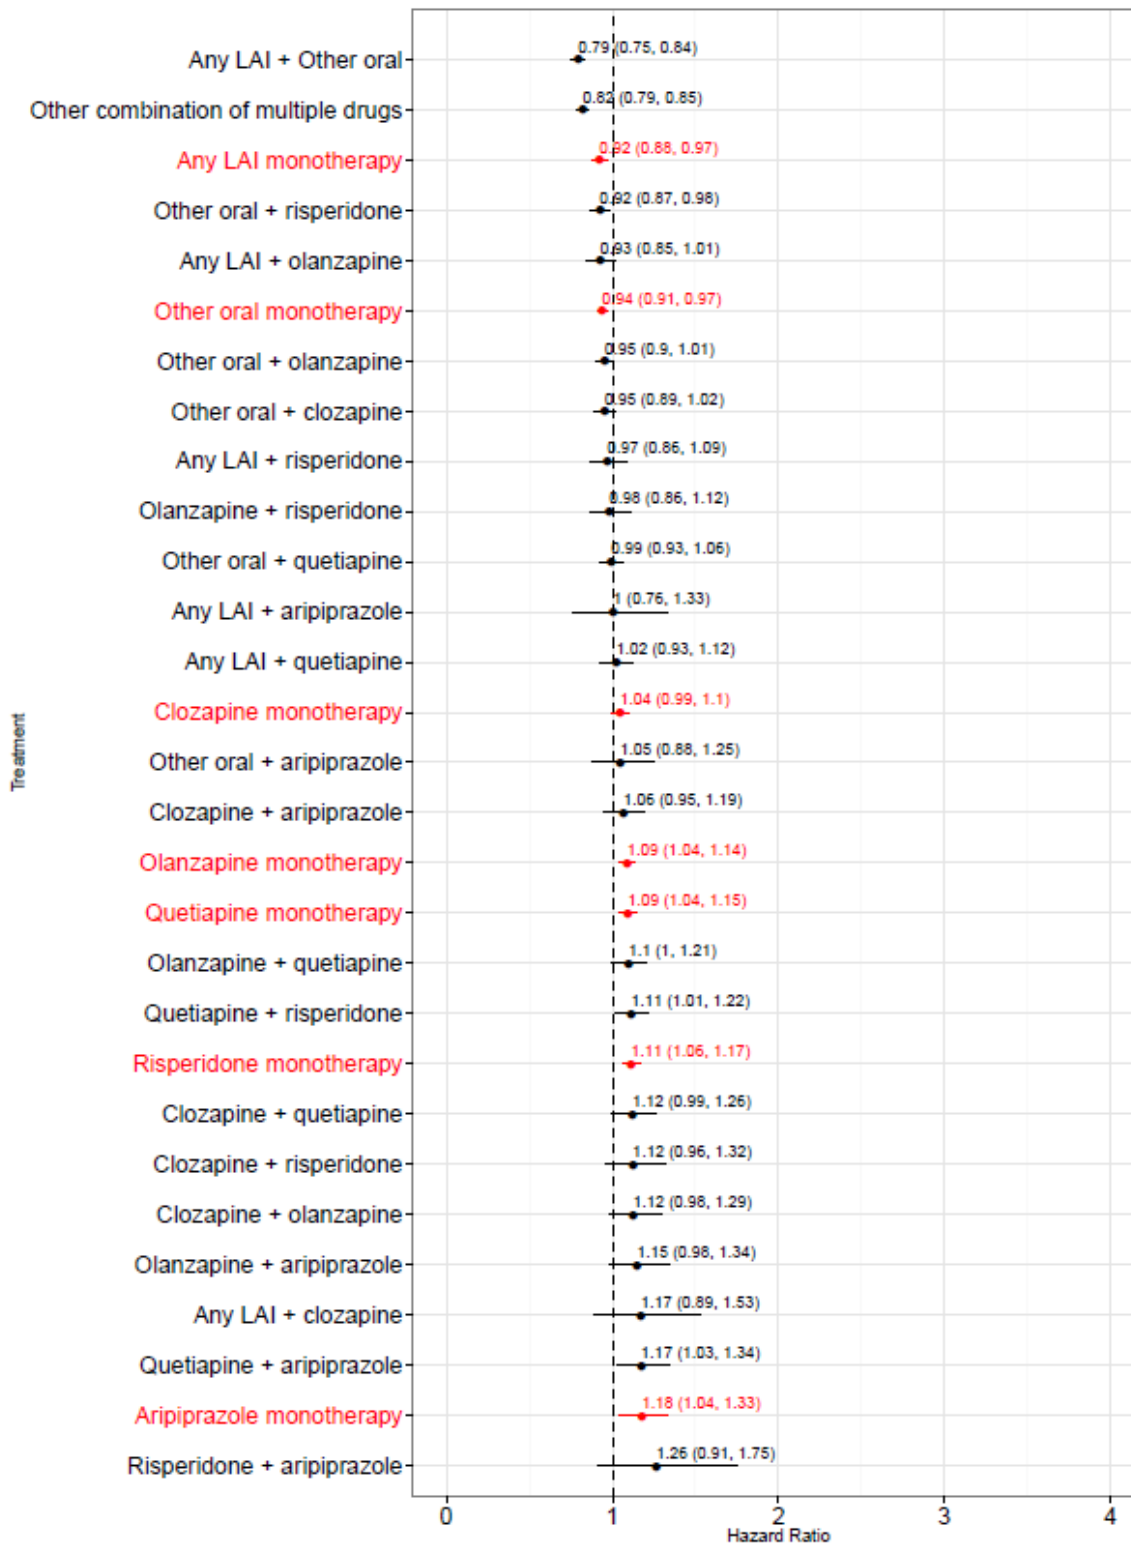 Any LAI + Other oral 0.79 (0.75, 0.84)
Other combination of multiple drugs 0.82 (0.79, 0.85)
Any LAI monotherapy 0.92 (0.88, 0.97)
Other oral + risperidone 0.92 (0.87, 0.98)
Any LAI + olanzapine 0.93 (0.85, 1.01)
Other oral monotherapy 0.94 (0.91, 0.97)
Other oral + olanzapine 0.95 (0.9, 1.01)
Other oral + clozapine 0.95 (0.89, 1.02)
Any LAI + risperidone 0.97 (0.86, 1.09)
Olanzapine + risperidone 0.98 (0.86, 1.12)
Other oral + quetiapine 0.99 (0.93, 1.06)
Any LAI + aripiprazole 1 (0.76, 1.33)
Any LAI + quetiapine 1.02 (0.93, 1.12)
Clozapine monotherapy 1.04 (0.99, 1.1)
Other oral + aripiprazole 1.05 (0.88, 1.25)
Clozapine + aripiprazole 1.06 (0.95, 1.19)
Olanzapine monotherapy 1.09 (1.04, 1.14)
Quetiapine monotherapy 1.09 (1.04, 1.15)
Olanzapine + quetiapine 1.1 (1, 1.21)
Quetiapine + risperidone 1.11 (1.01, 1.22)
Risperidone monotherapy 1.11 (1.06, 1.17)
Clozapine + quetiapine 1.12 (0.99, 1.26)
Clozapine + risperidone 1.12 (0.96, 1.32)
Clozapine + olanzapine 1.12 (0.98, 1.29)
Olanzapine + aripiprazole 1.15 (0.98, 1.34)
Any LAI + clozapine 1.17 (0.89, 1.53)
Quetiapine + aripiprazole 1.17 (1.03, 1.34)
Aripiprazole monotherapy 1.18 (1.04, 1.33)
Risperidone + aripiprazole 1.26 (0.91, 1.75)
Treatment
0 1 2 3 4
Hazard Ratio